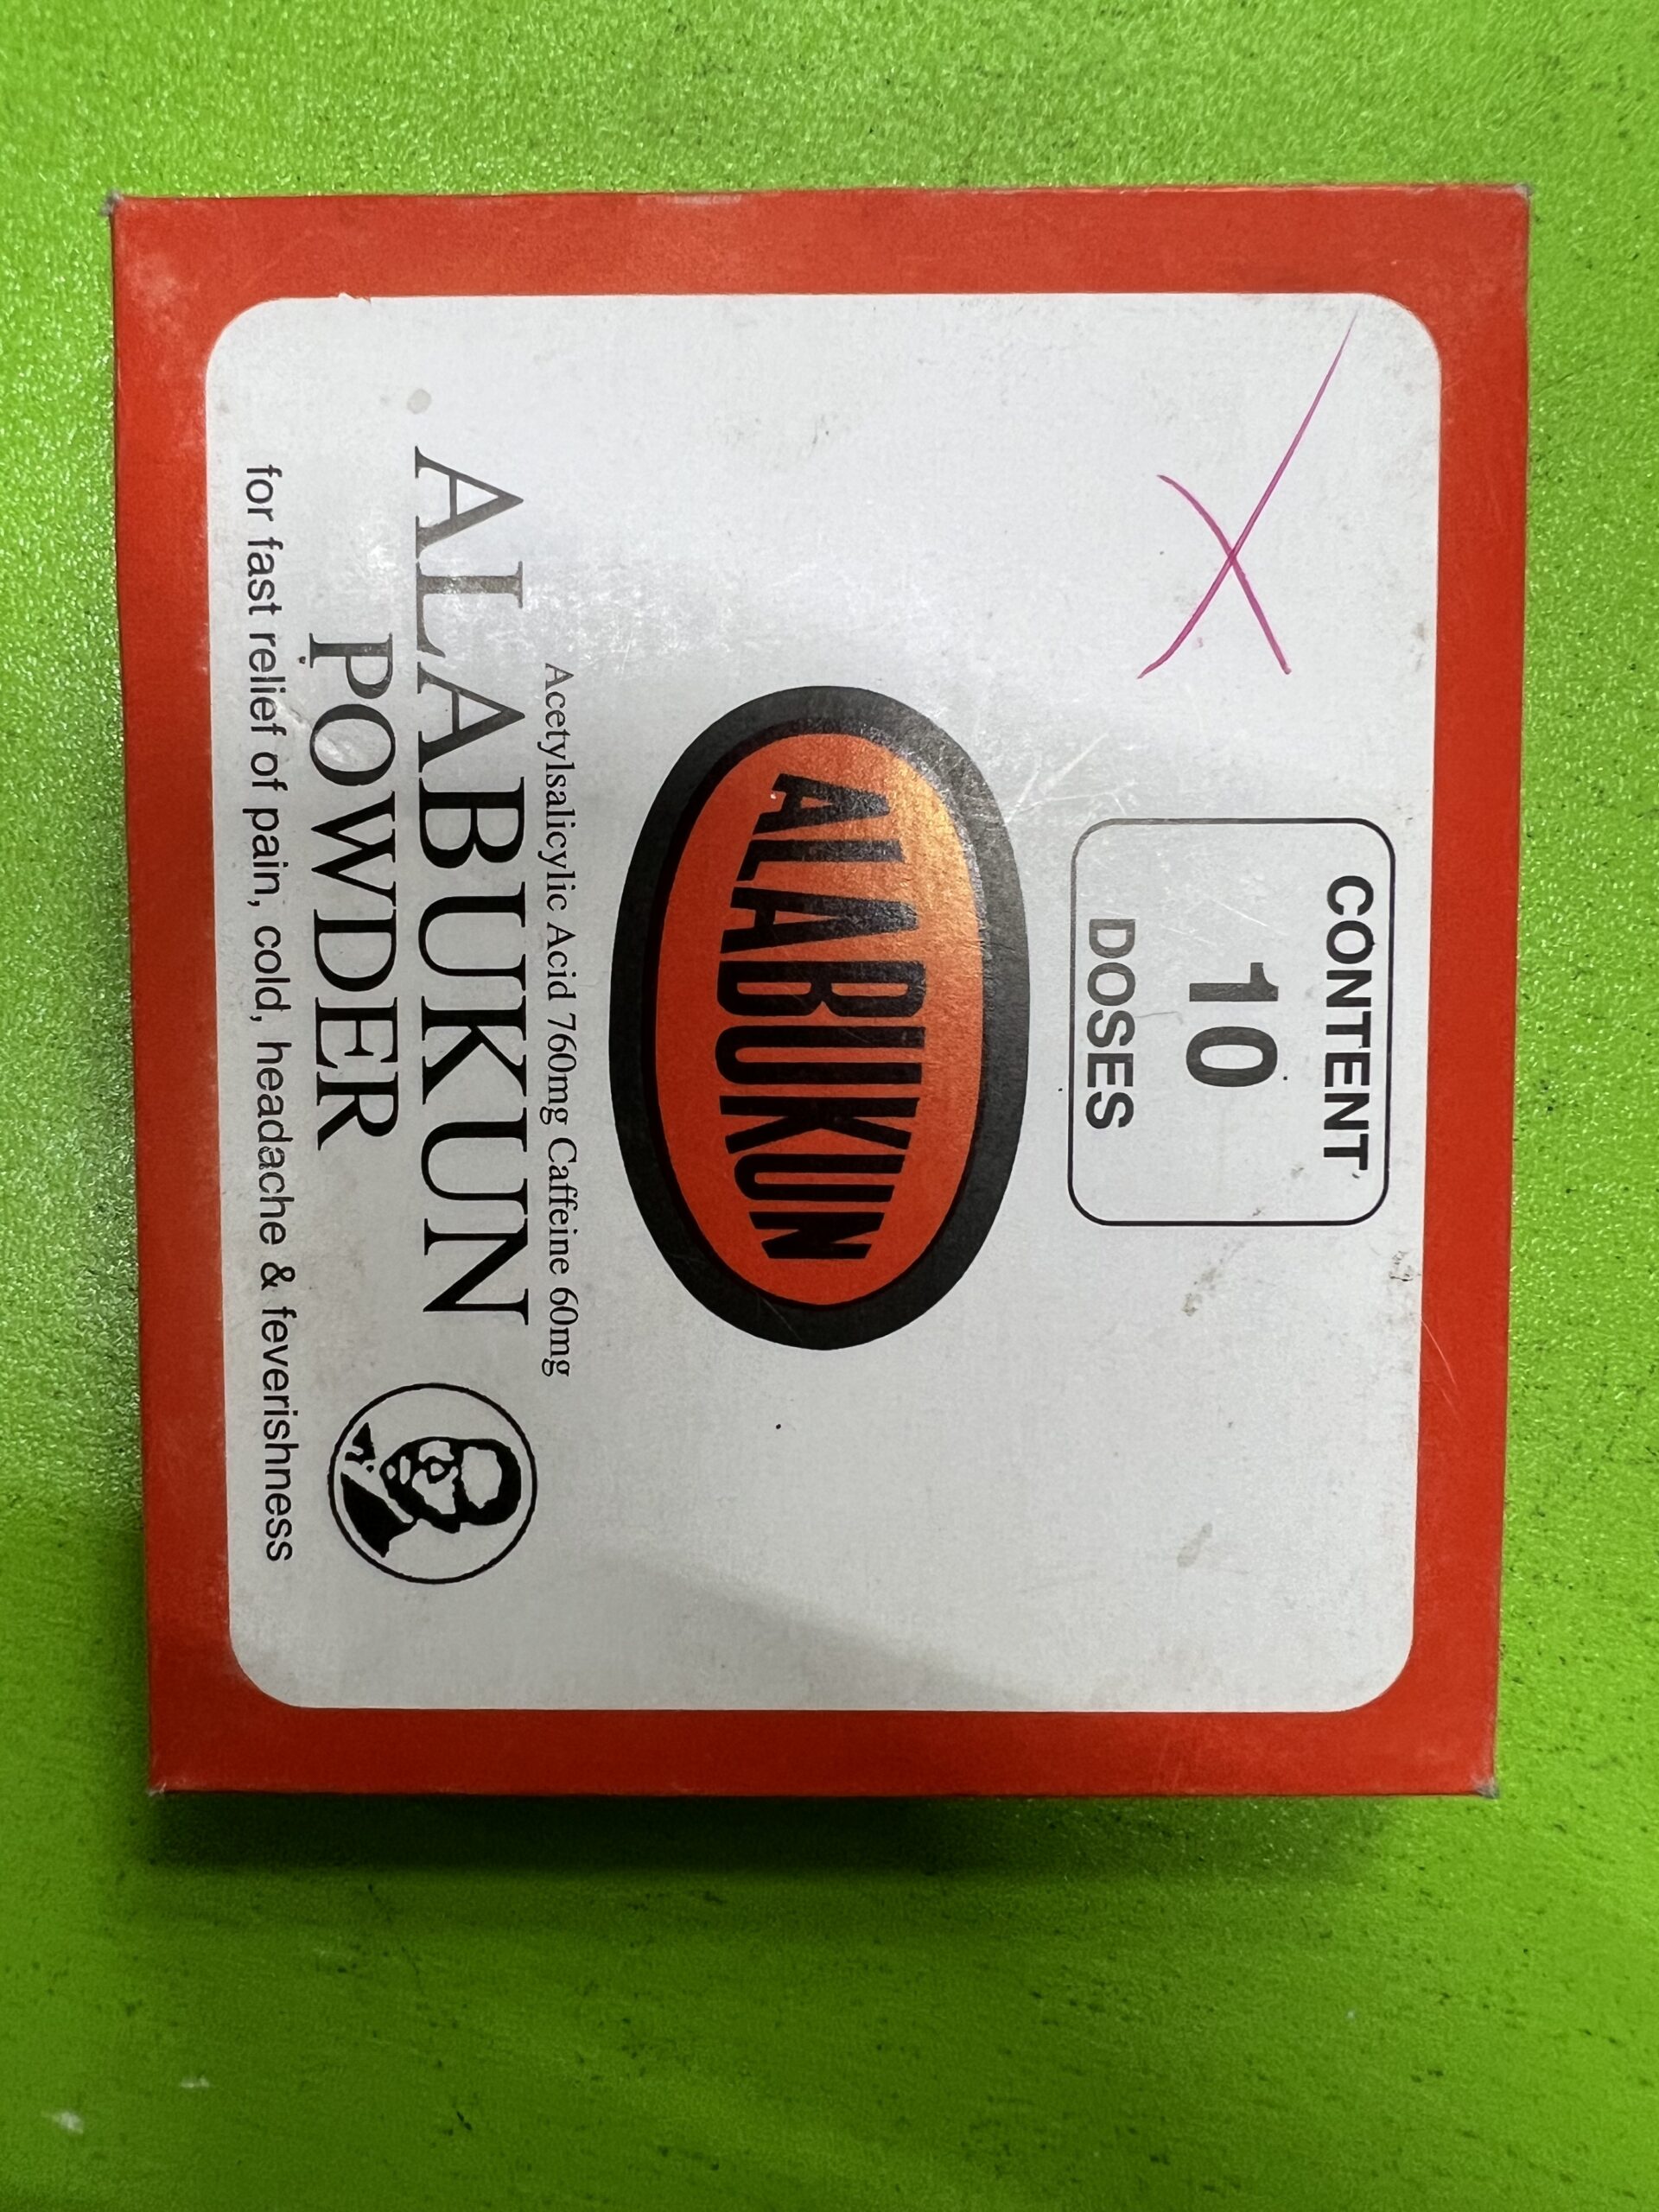 CONTENT
10
DOSES
ALABUKUN
Acetylsalicylic Acid 760mg Caffeine 60mg
ALABUKUN
POWDER
for fast relief of pain, cold, headache & feverishness